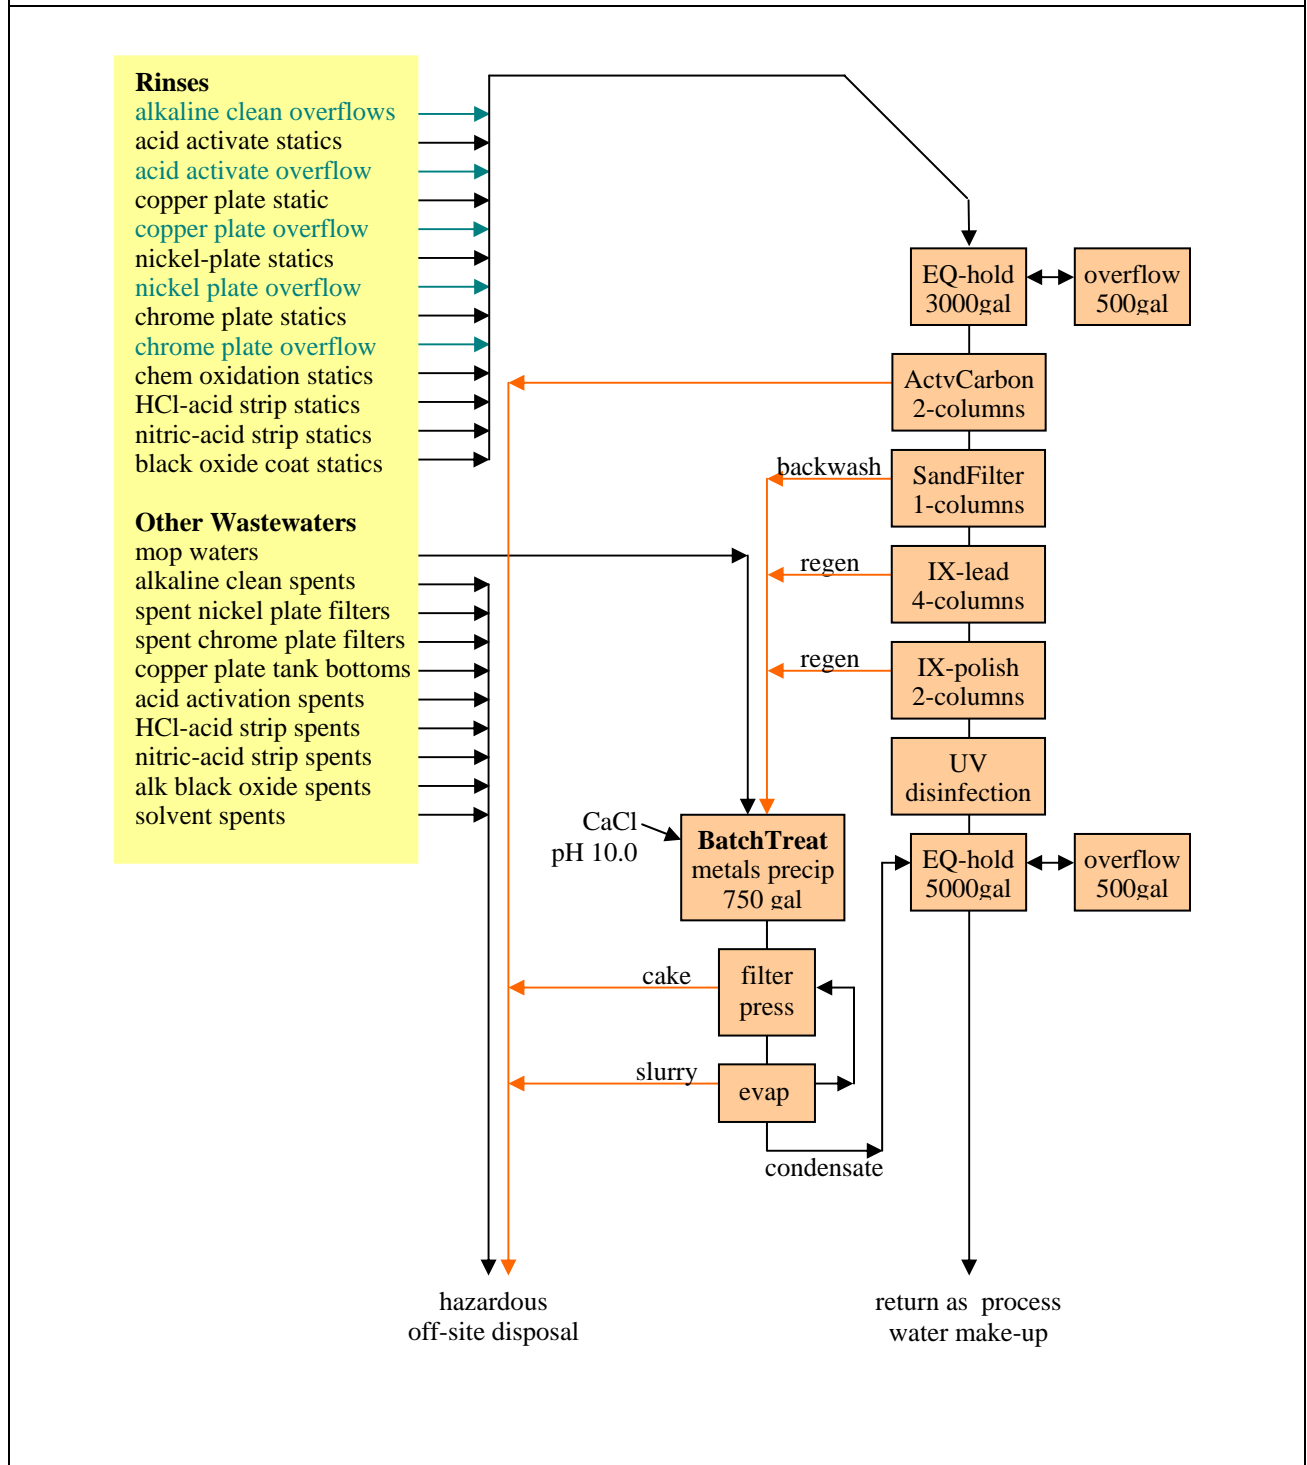 Rinses
alkaline clean overflows
acid activate statics
acid activate overflow
copper plate static
copper plate overflow
nickel-plate statics
nickel plate overflow
chrome plate statics
chrome plate overflow
chem oxidation statics
HCl-acid strip statics
nitric-acid strip statics
black oxide coat statics
Other Wastewaters
mop waters
alkaline clean spents
spent nickel plate filters
spent chrome plate filters
copper plate tank bottoms
acid activation spents
HCl-acid strip spents
nitric-acid strip spents
alk black oxide spents
solvent spents
EQ-hold
3000gal
overflow
500gal
ActvCarbon
2-columns
backwash
SandFilter
1-columns
regen
IX-lead
4-columns
regen
IX-polish
2-columns
UV
disinfection
CaCl
pH 10.0
BatchTreat
metals precip
750 gal
EQ-hold
5000gal
overflow
500gal
cake
filter
press
slurry
evap
condensate
hazardous
off-site disposal
return as process
water make-up